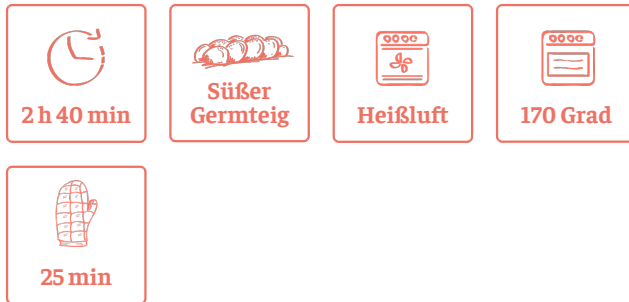 2 h 40 min
Süßer
Germteig
Heißluft
170 Grad
25 min